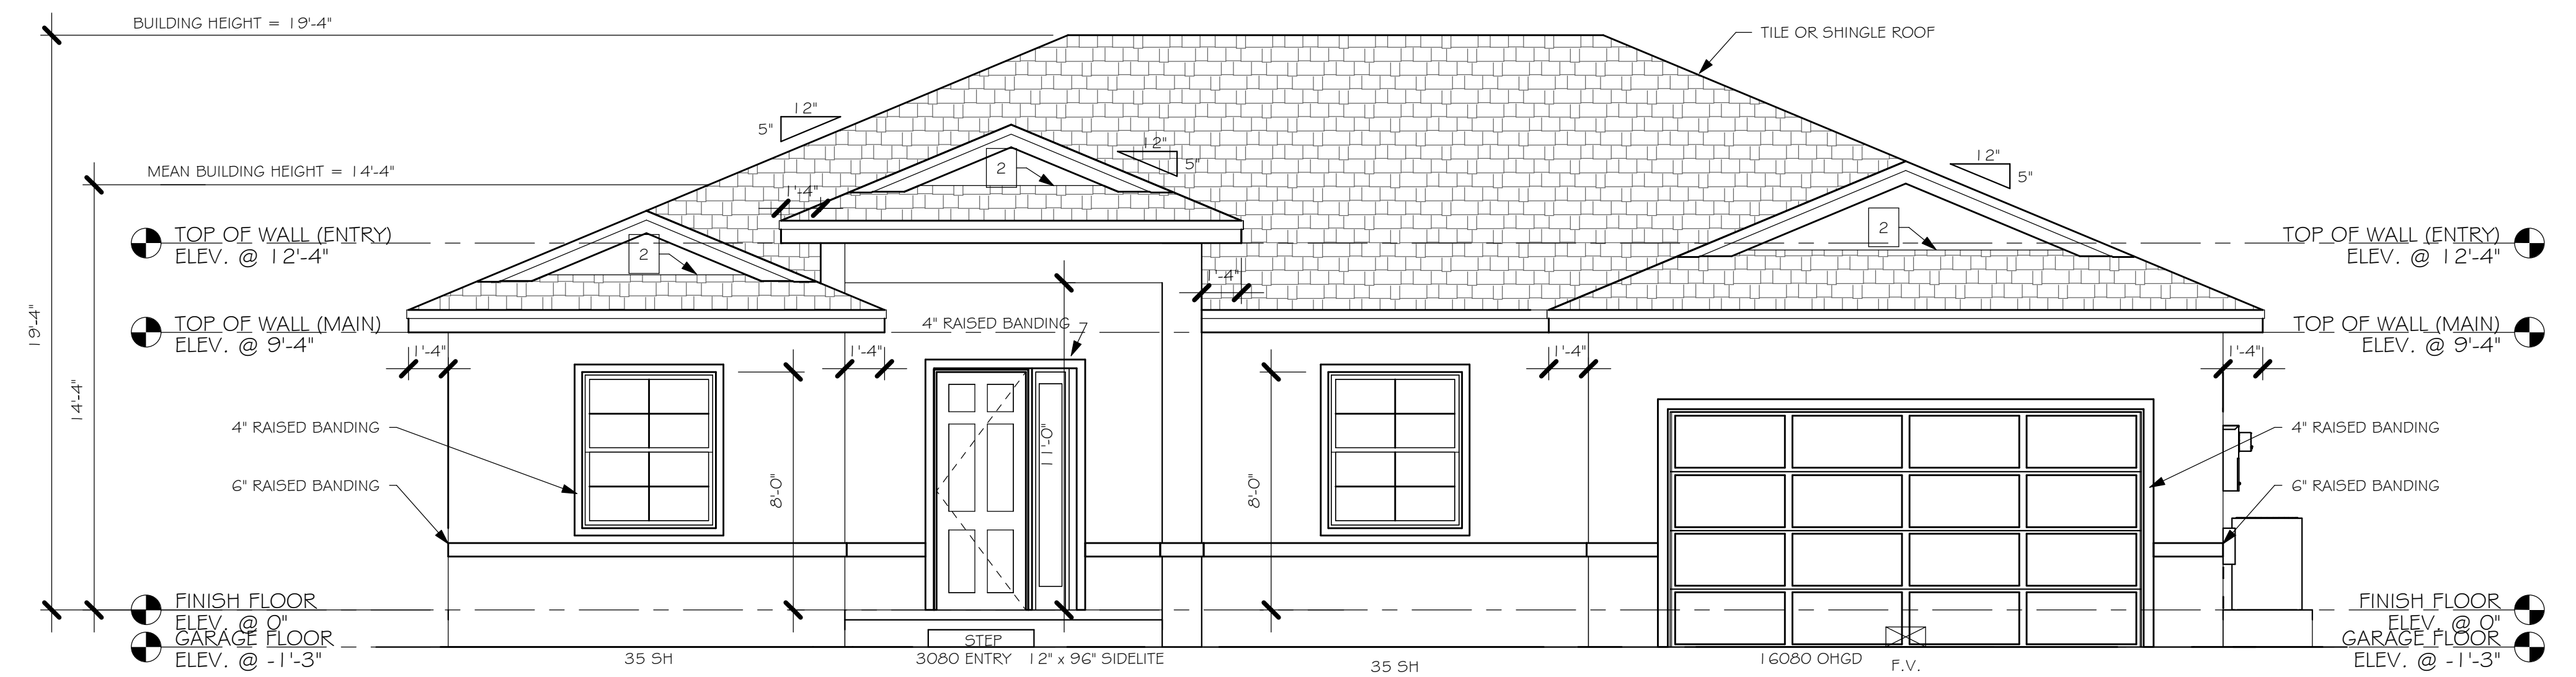 BUILDING HEIGHT = 19'-4"
TILE OR SHINGLE ROOF
12"
5"
12"
5"
12"
5"
MEAN BUILDING HEIGHT = 14'-4"
2
1'-4"
2
2
TOP OF WALL (ENTRY)
ELEV. @ 12'-4"
TOP OF WALL (ENTRY)
ELEV. @ 12'-4"
1'-4"
19'-4"
TOP OF WALL (MAIN)
ELEV. @ 9'-4"
4" RAISED BANDING
TOP OF WALL (MAIN)
ELEV. @ 9'-4"
1'-4"
1'-4"
1'-4"
1'-4"
14'-4"
4" RAISED BANDING
11'-0"
4" RAISED BANDING
6" RAISED BANDING
8'-0"
8'-0"
6" RAISED BANDING
FINISH FLOOR
ELEV. @ 0"
GARAGE FLOOR
ELEV. @ -1'-3"
FINISH FLOOR
ELEV. @ 0"
GARAGE FLOOR
ELEV. @ -1'-3"
STEP
35 SH
3080 ENTRY
12" x 96" SIDELITE
35 SH
16080 OHGD
F.V.